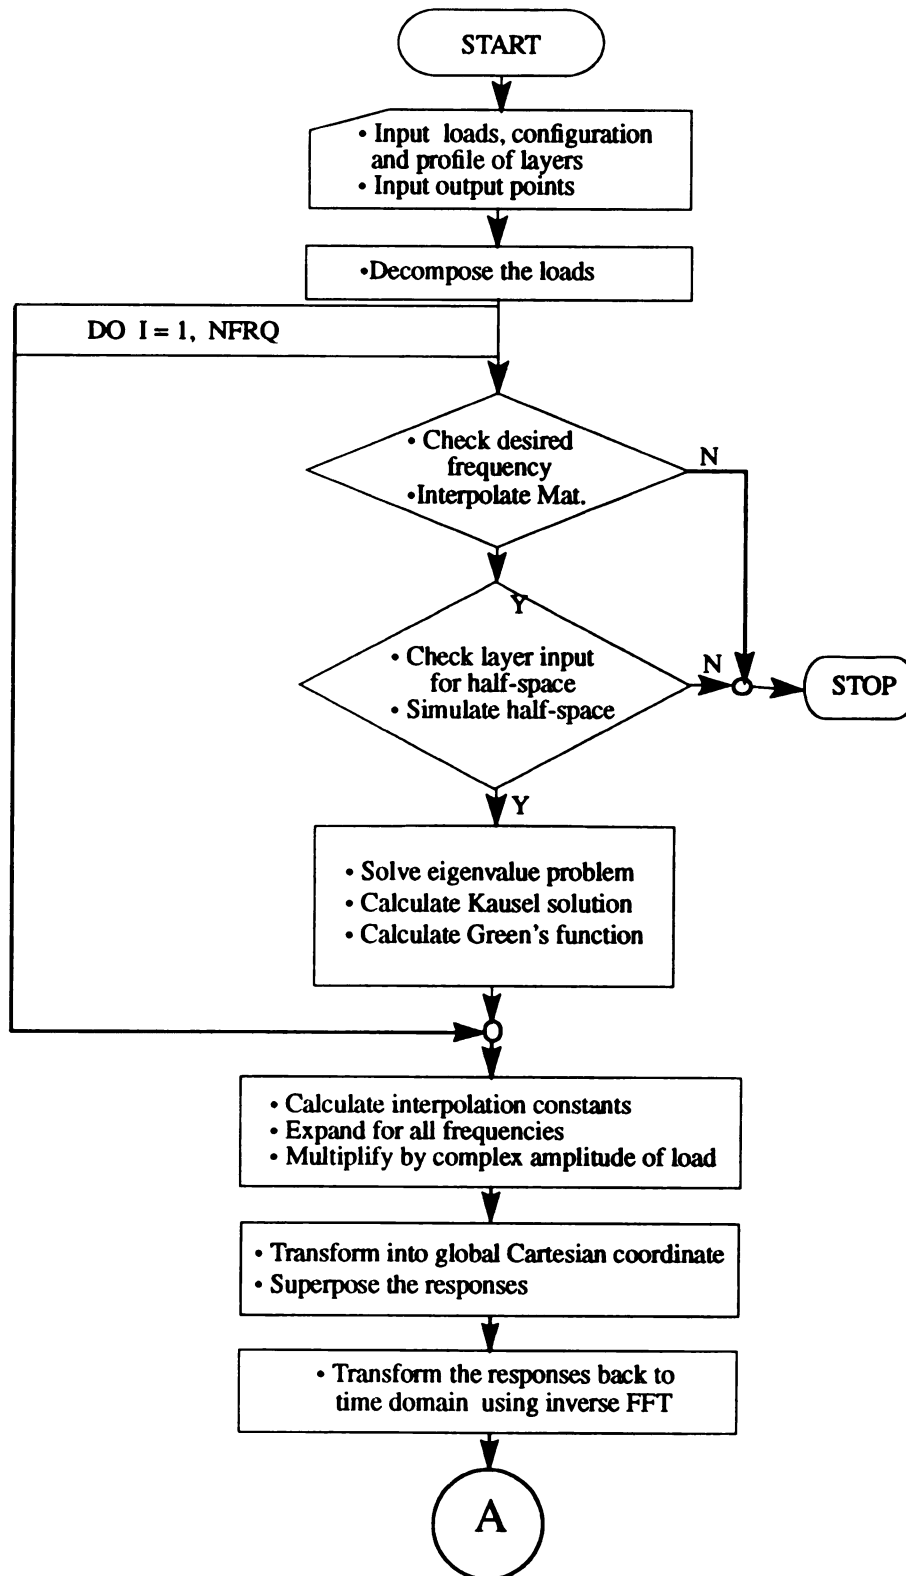 START
• Input loads, configuration
and profile of layers
• Input output points
•Decompose the loads
DO I = 1, NFRQ
• Check desired
frequency
•Interpolate Mat.
N
Y
• Check layer input
for half-space
• Simulate half-space
N
STOP
Y
• Solve eigenvalue problem
• Calculate Kausel solution
• Calculate Green's function
• Calculate interpolation constants
• Expand for all frequencies
• Multiplify by complex amplitude of load
• Transform into global Cartesian coordinate
• Superpose the responses
• Transform the responses back to
time domain using inverse FFT
A